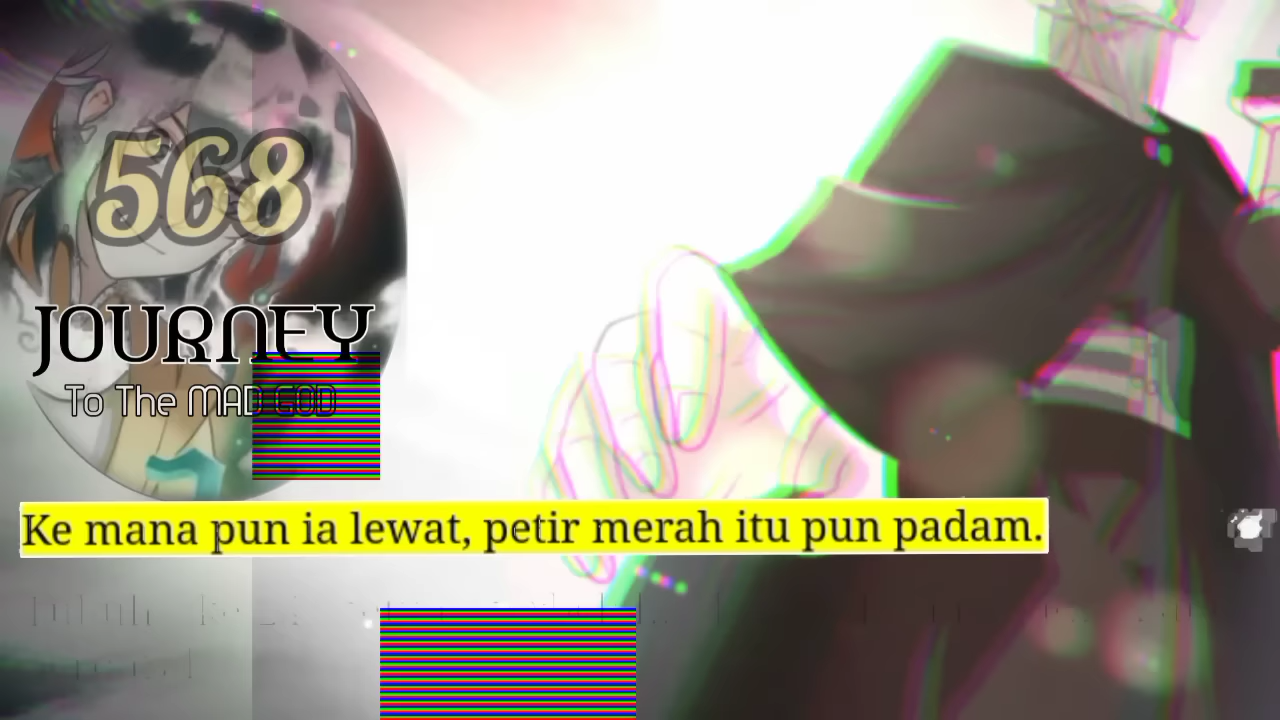 568
JOURNEY
To The MAD GOD
Ke mana pun ia lewat, petir merah itu pun padam.